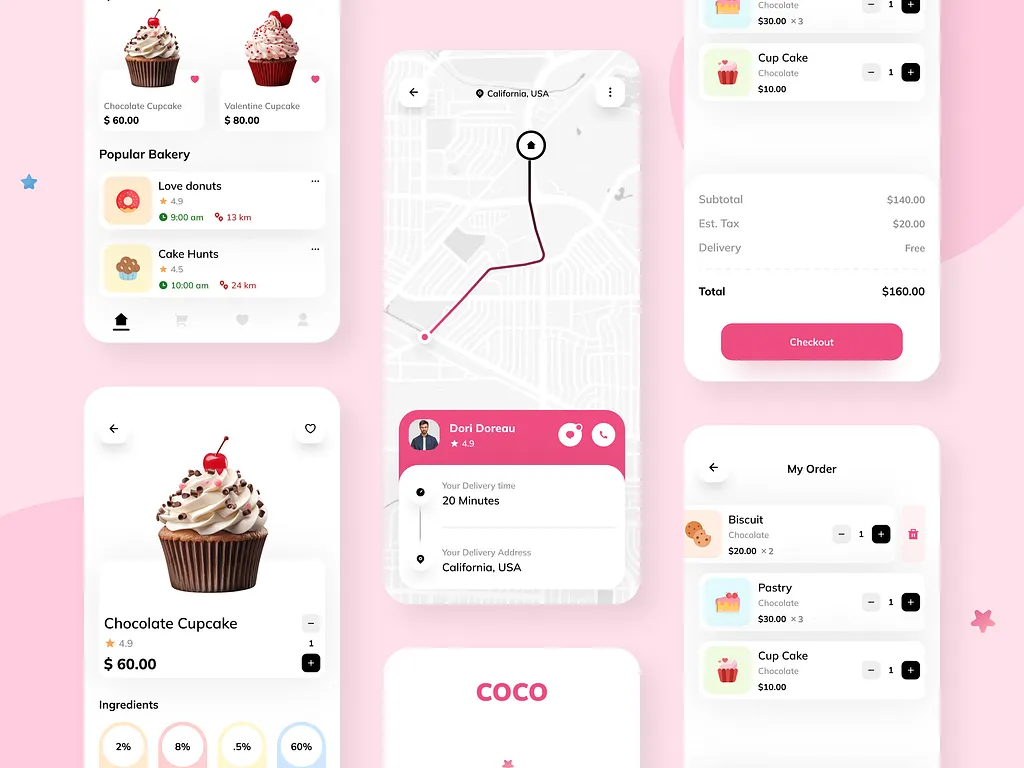 Chocolate Cupcake
$ 60.00
Valentine Cupcake
$ 80.00
Popular Bakery
Love donuts
4.9
9:00 am 13 km
Cake Hunts
4.5
10:00 am 24 km
Chocolate Cupcake
4.9
$ 60.00
1
Ingredients
2% 8% .5% 60%
California, USA
Dori Doreau
4.9
Your Delivery time
20 Minutes
Your Delivery Address
California, USA
COCO
Chocolate
$30.00 ×3
1
Cup Cake
Chocolate
$10.00
1
Subtotal $140.00
Est. Tax $20.00
Delivery Free
Total $160.00
Checkout
My Order
Biscuit
Chocolate
$20.00 ×2
1
Pastry
Chocolate
$30.00 ×3
1
Cup Cake
Chocolate
$10.00
1